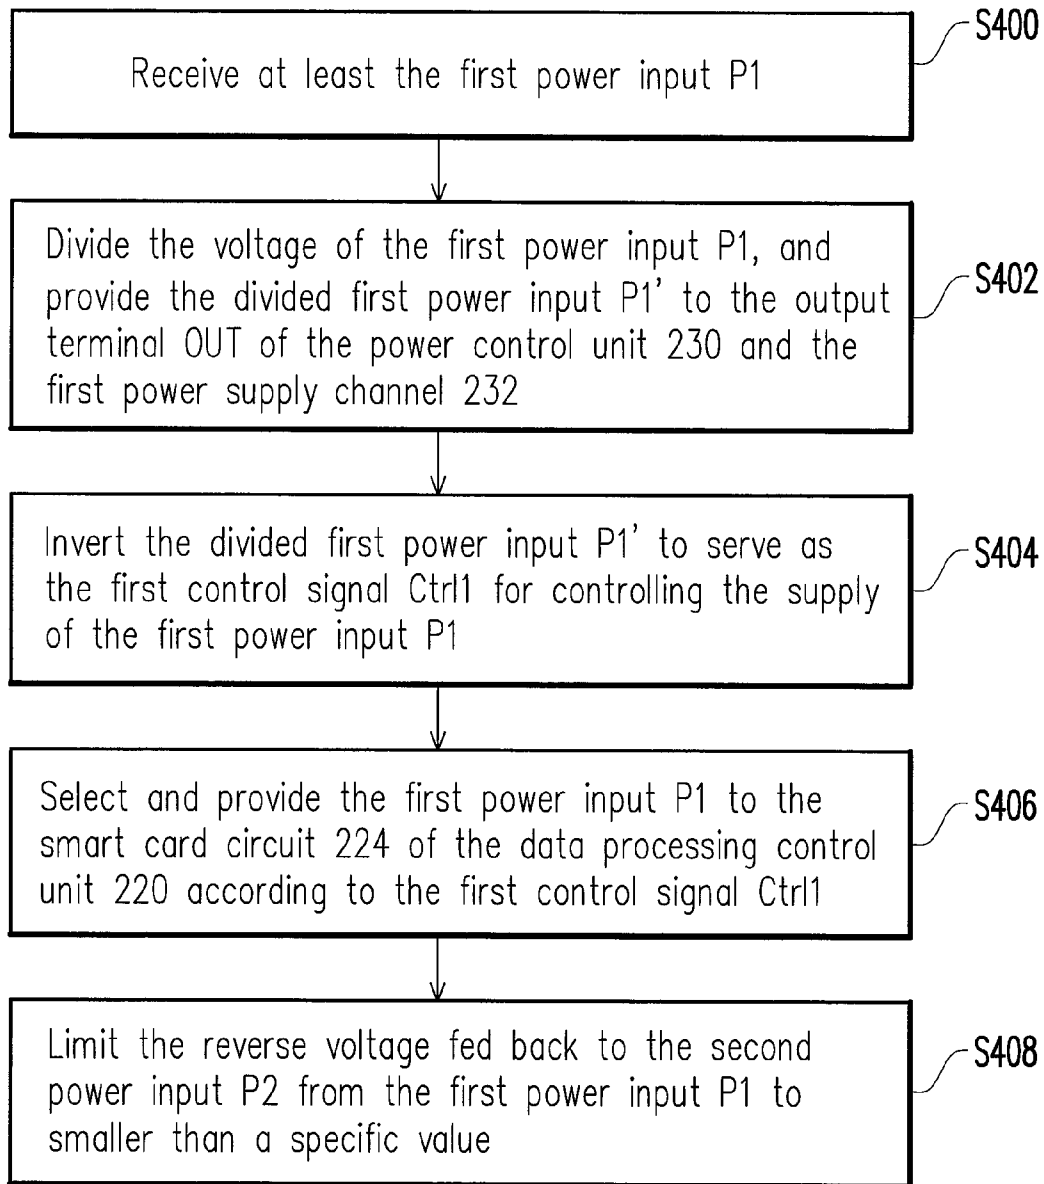 Receive at least the first power input P1
S400
Divide the voltage of the first power input P1, and
provide the divided first power input P1' to the output
terminal OUT of the power control unit 230 and the
first power supply channel 232
S402
Invert the divided first power input P1' to serve as
the first control signal Ctrl1 for controlling the supply
of the first power input P1
S404
Select and provide the first power input P1 to the
smart card circuit 224 of the data processing control
unit 220 according to the first control signal Ctrl1
S406
Limit the reverse voltage fed back to the second
power input P2 from the first power input P1 to
smaller than a specific value
S408